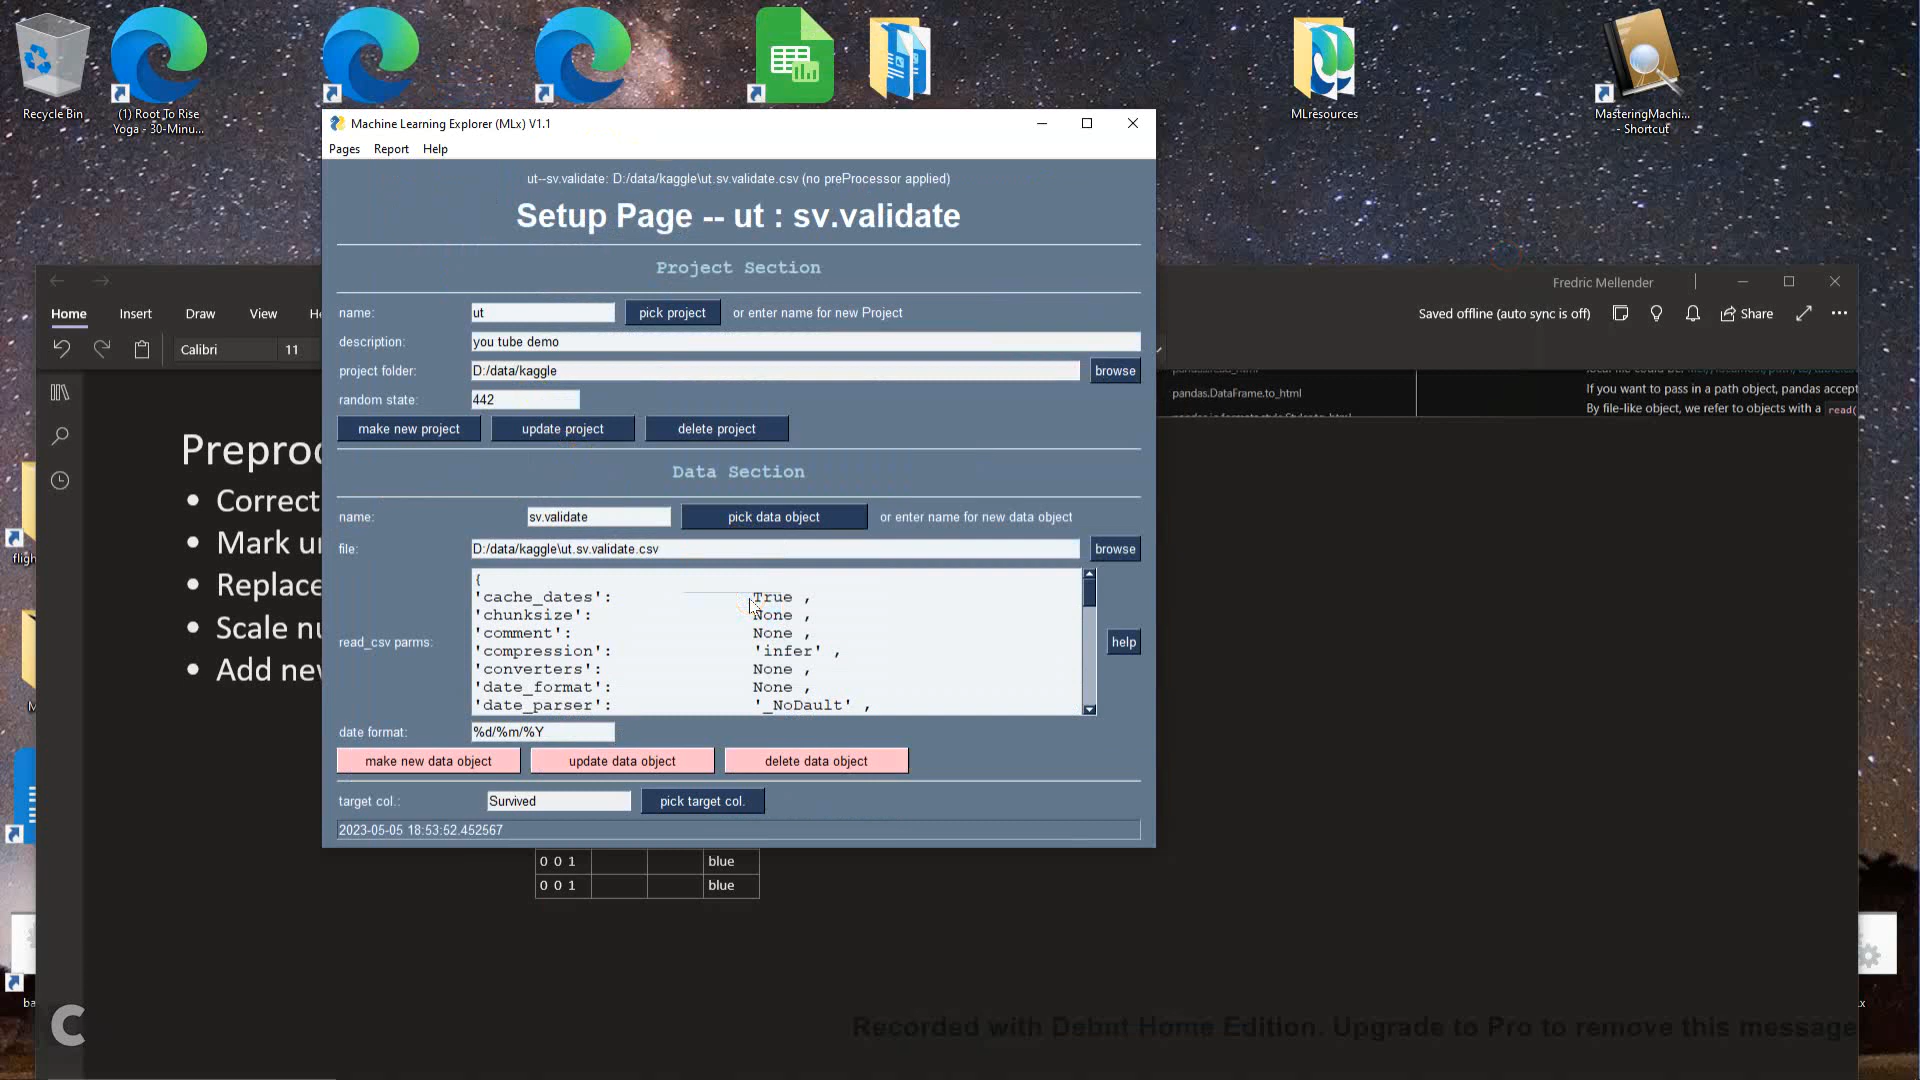 Recycle Bin
(1) Root To Rise
Yoga - 30-Minu...
MLresources
MasteringMachi...
- Shortcut
Machine Learning Explorer (MLx) V1.1
Pages Report Help
ut--sv.validate: D:/data/kaggle\ut.sv.validate.csv (no preProcessor applied)
Setup Page -- ut : sv.validate
Project Section
name: ut pick project or enter name for new Project
description: you tube demo
project folder: D:/data/kaggle browse
random state: 442
make new project update project delete project
Data Section
name: sv.validate pick data object or enter name for new data object
file: D:/data/kaggle\ut.sv.validate.csv browse
{
'cache_dates': True ,
'chunksize': None ,
'comment': None ,
read_csv parms: help
'compression': 'infer' ,
'converters': None ,
'date_format': None ,
'date_parser': '_NoDault' ,
date format: %d/%m/%Y
make new data object update data object delete data object
target col.: Survived pick target col.
2023-05-05 18:53:52.452567
Fredric Mellender
Home Insert Draw View H
Saved offline (auto sync is off) Share
Calibri 11
pandas.DataFrame.to_html
If you want to pass in a path object, pandas accept
By file-like object, we refer to objects with a read(
Preproc
• Correct
• Mark un
• Replace
• Scale nu
• Add new
0 0 1 blue
0 0 1 blue
fligh
M
ba
x
C
Recorded with Debut Home Edition. Upgrade to Pro to remove this message